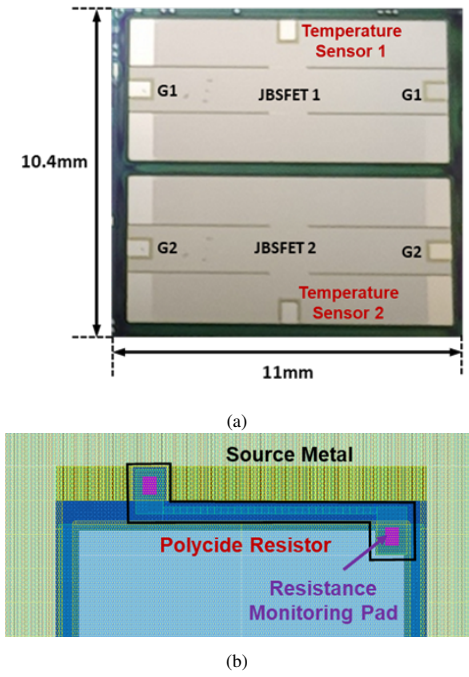 Temperature
Sensor 1
G1
JBSFET 1
G1
10.4mm
G2
JBSFET 2
G2
Temperature
Sensor 2
11mm
(a)
Source Metal
Polycide Resistor
Resistance
Monitoring Pad
(b)